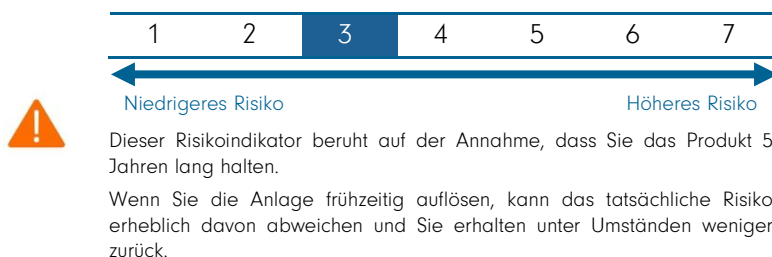 1 2 3 4 5 6 7
Niedrigeres Risiko Höheres Risiko
Dieser Risikoindikator beruht auf der Annahme, dass Sie das Produkt 5
Jahren lang halten.
Wenn Sie die Anlage frühzeitig auflösen, kann das tatsächliche Risiko
erheblich davon abweichen und Sie erhalten unter Umständen weniger
zurück.